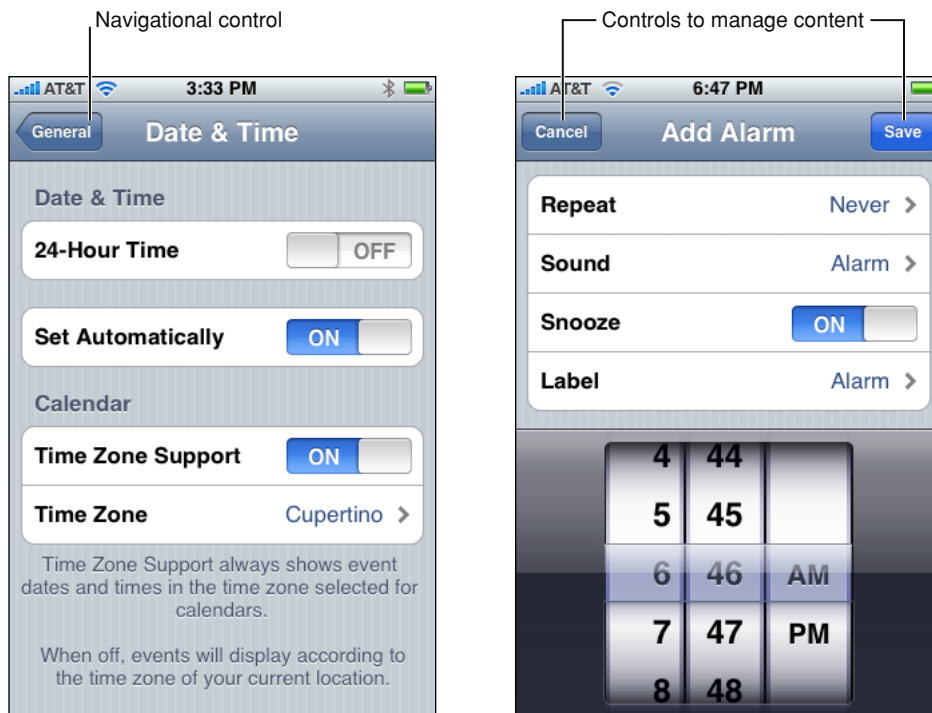 Navigational control
Controls to manage content
AT&T 3:33 PM
General Date & Time
Date & Time
24-Hour Time OFF
Set Automatically ON
Calendar
Time Zone Support ON
Time Zone Cupertino
Time Zone Support always shows event
dates and times in the time zone selected for
calendars.
When off, events will display according to
the time zone of your current location.
AT&T 6:47 PM
Cancel Add Alarm Save
Repeat Never
Sound Alarm
Snooze ON
Label Alarm
4 44
5 45
6 46 AM
7 47 PM
8 48